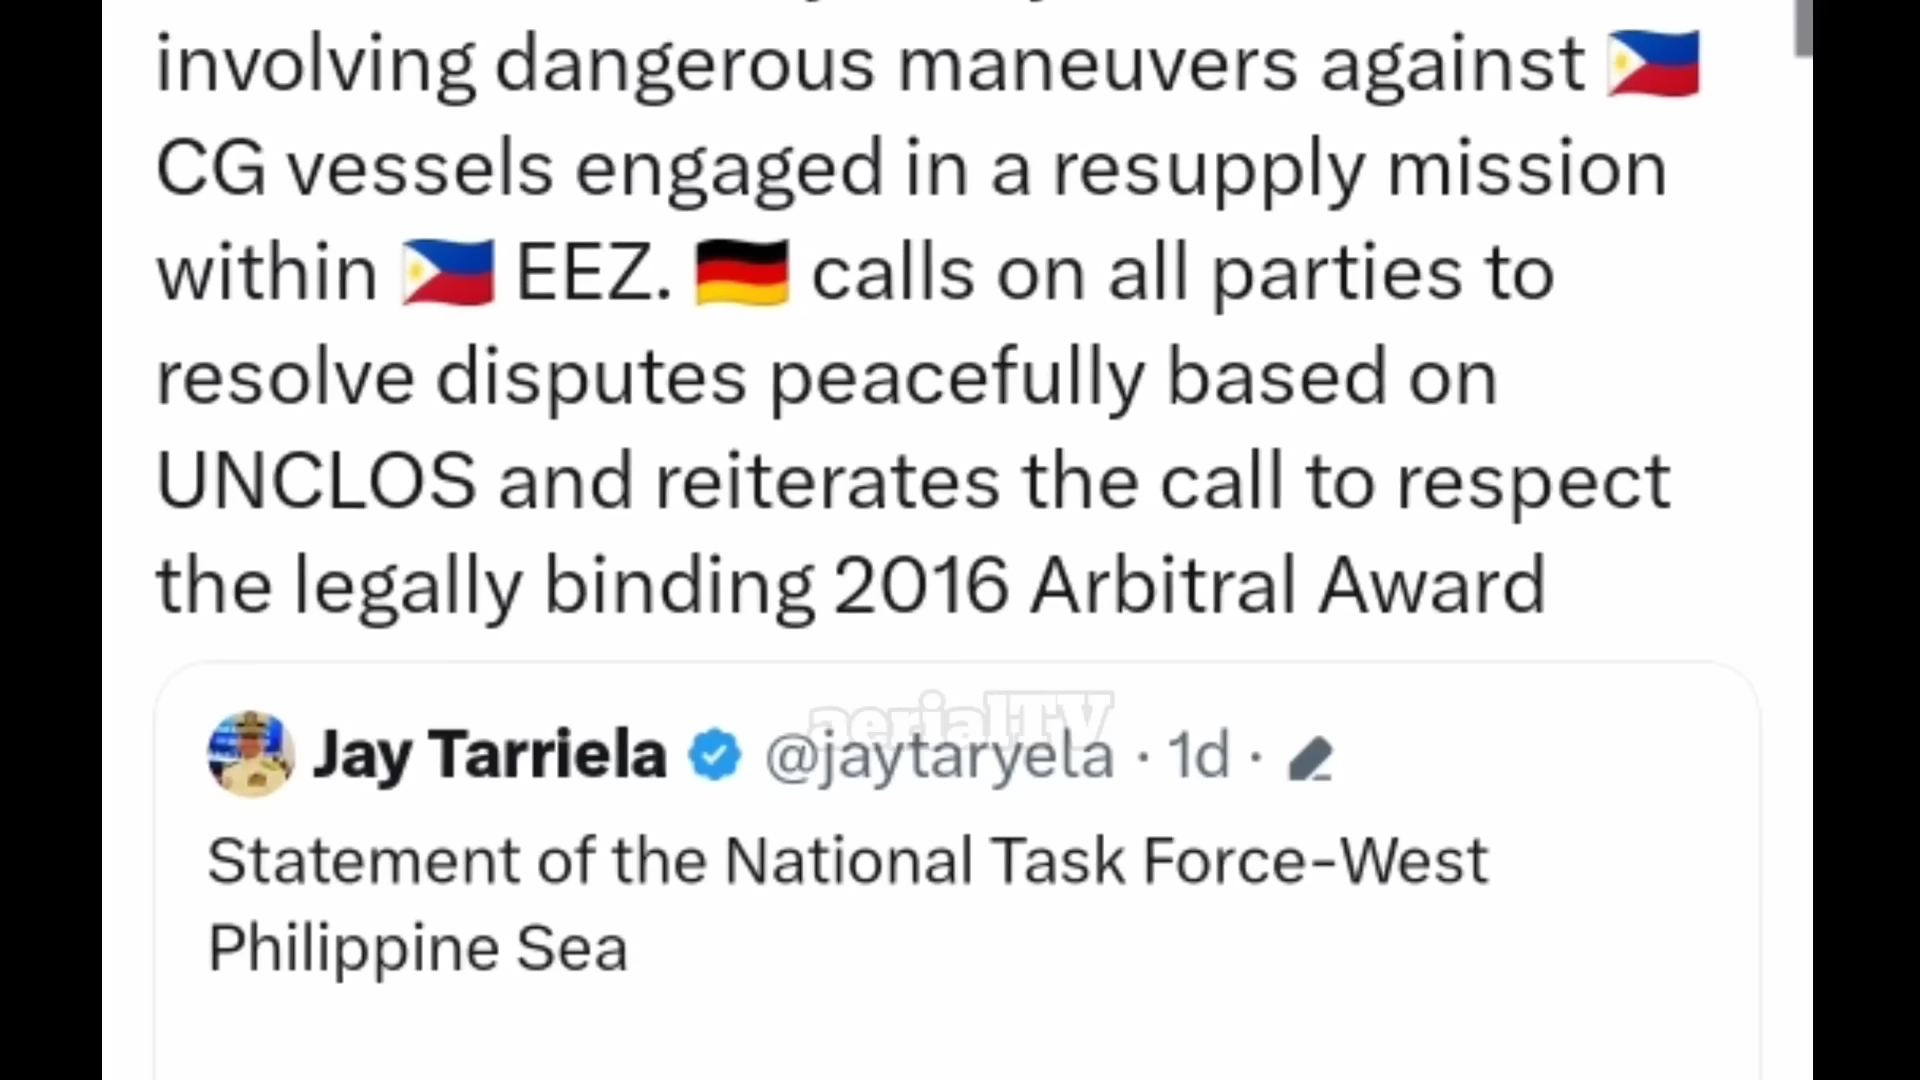 involving dangerous maneuvers against 🇵🇭
CG vessels engaged in a resupply mission
within 🇵🇭 EEZ. 🇩🇪 calls on all parties to
resolve disputes peacefully based on
UNCLOS and reiterates the call to respect
the legally binding 2016 Arbitral Award
aerialTV
Jay Tarriela @jaytaryela · 1d ·
Statement of the National Task Force-West
Philippine Sea